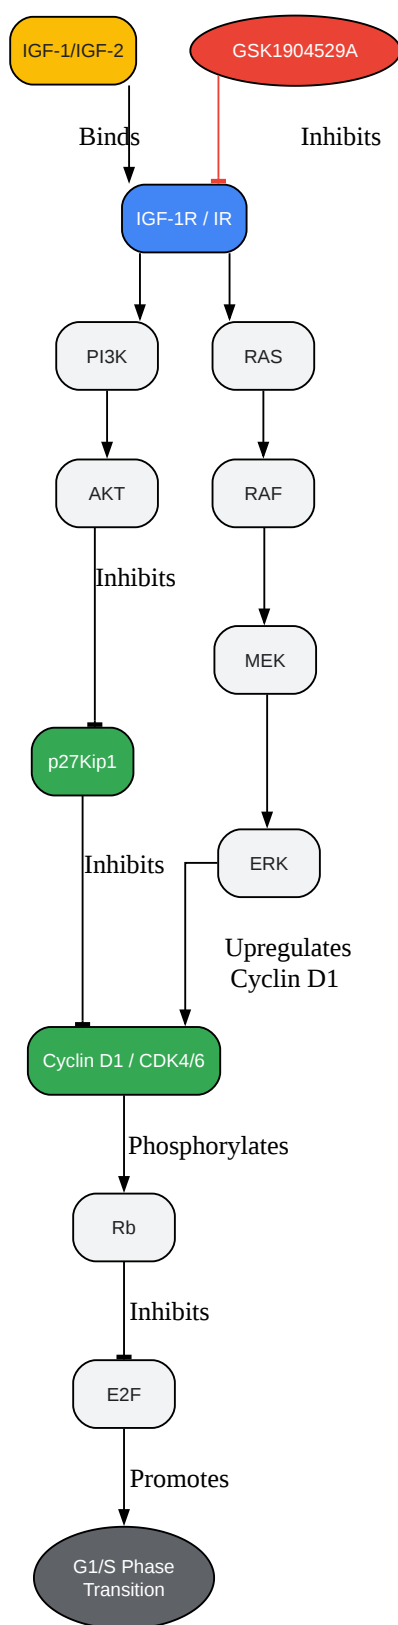 IGF-1/IGF-2
GSK1904529A
Binds
Inhibits
IGF-1R / IR
PI3K
RAS
AKT
RAF
Inhibits
MEK
p27Kip1
Inhibits
ERK
Upregulates
Cyclin D1
Cyclin D1 / CDK4/6
Phosphorylates
Rb
Inhibits
E2F
Promotes
G1/S Phase
Transition